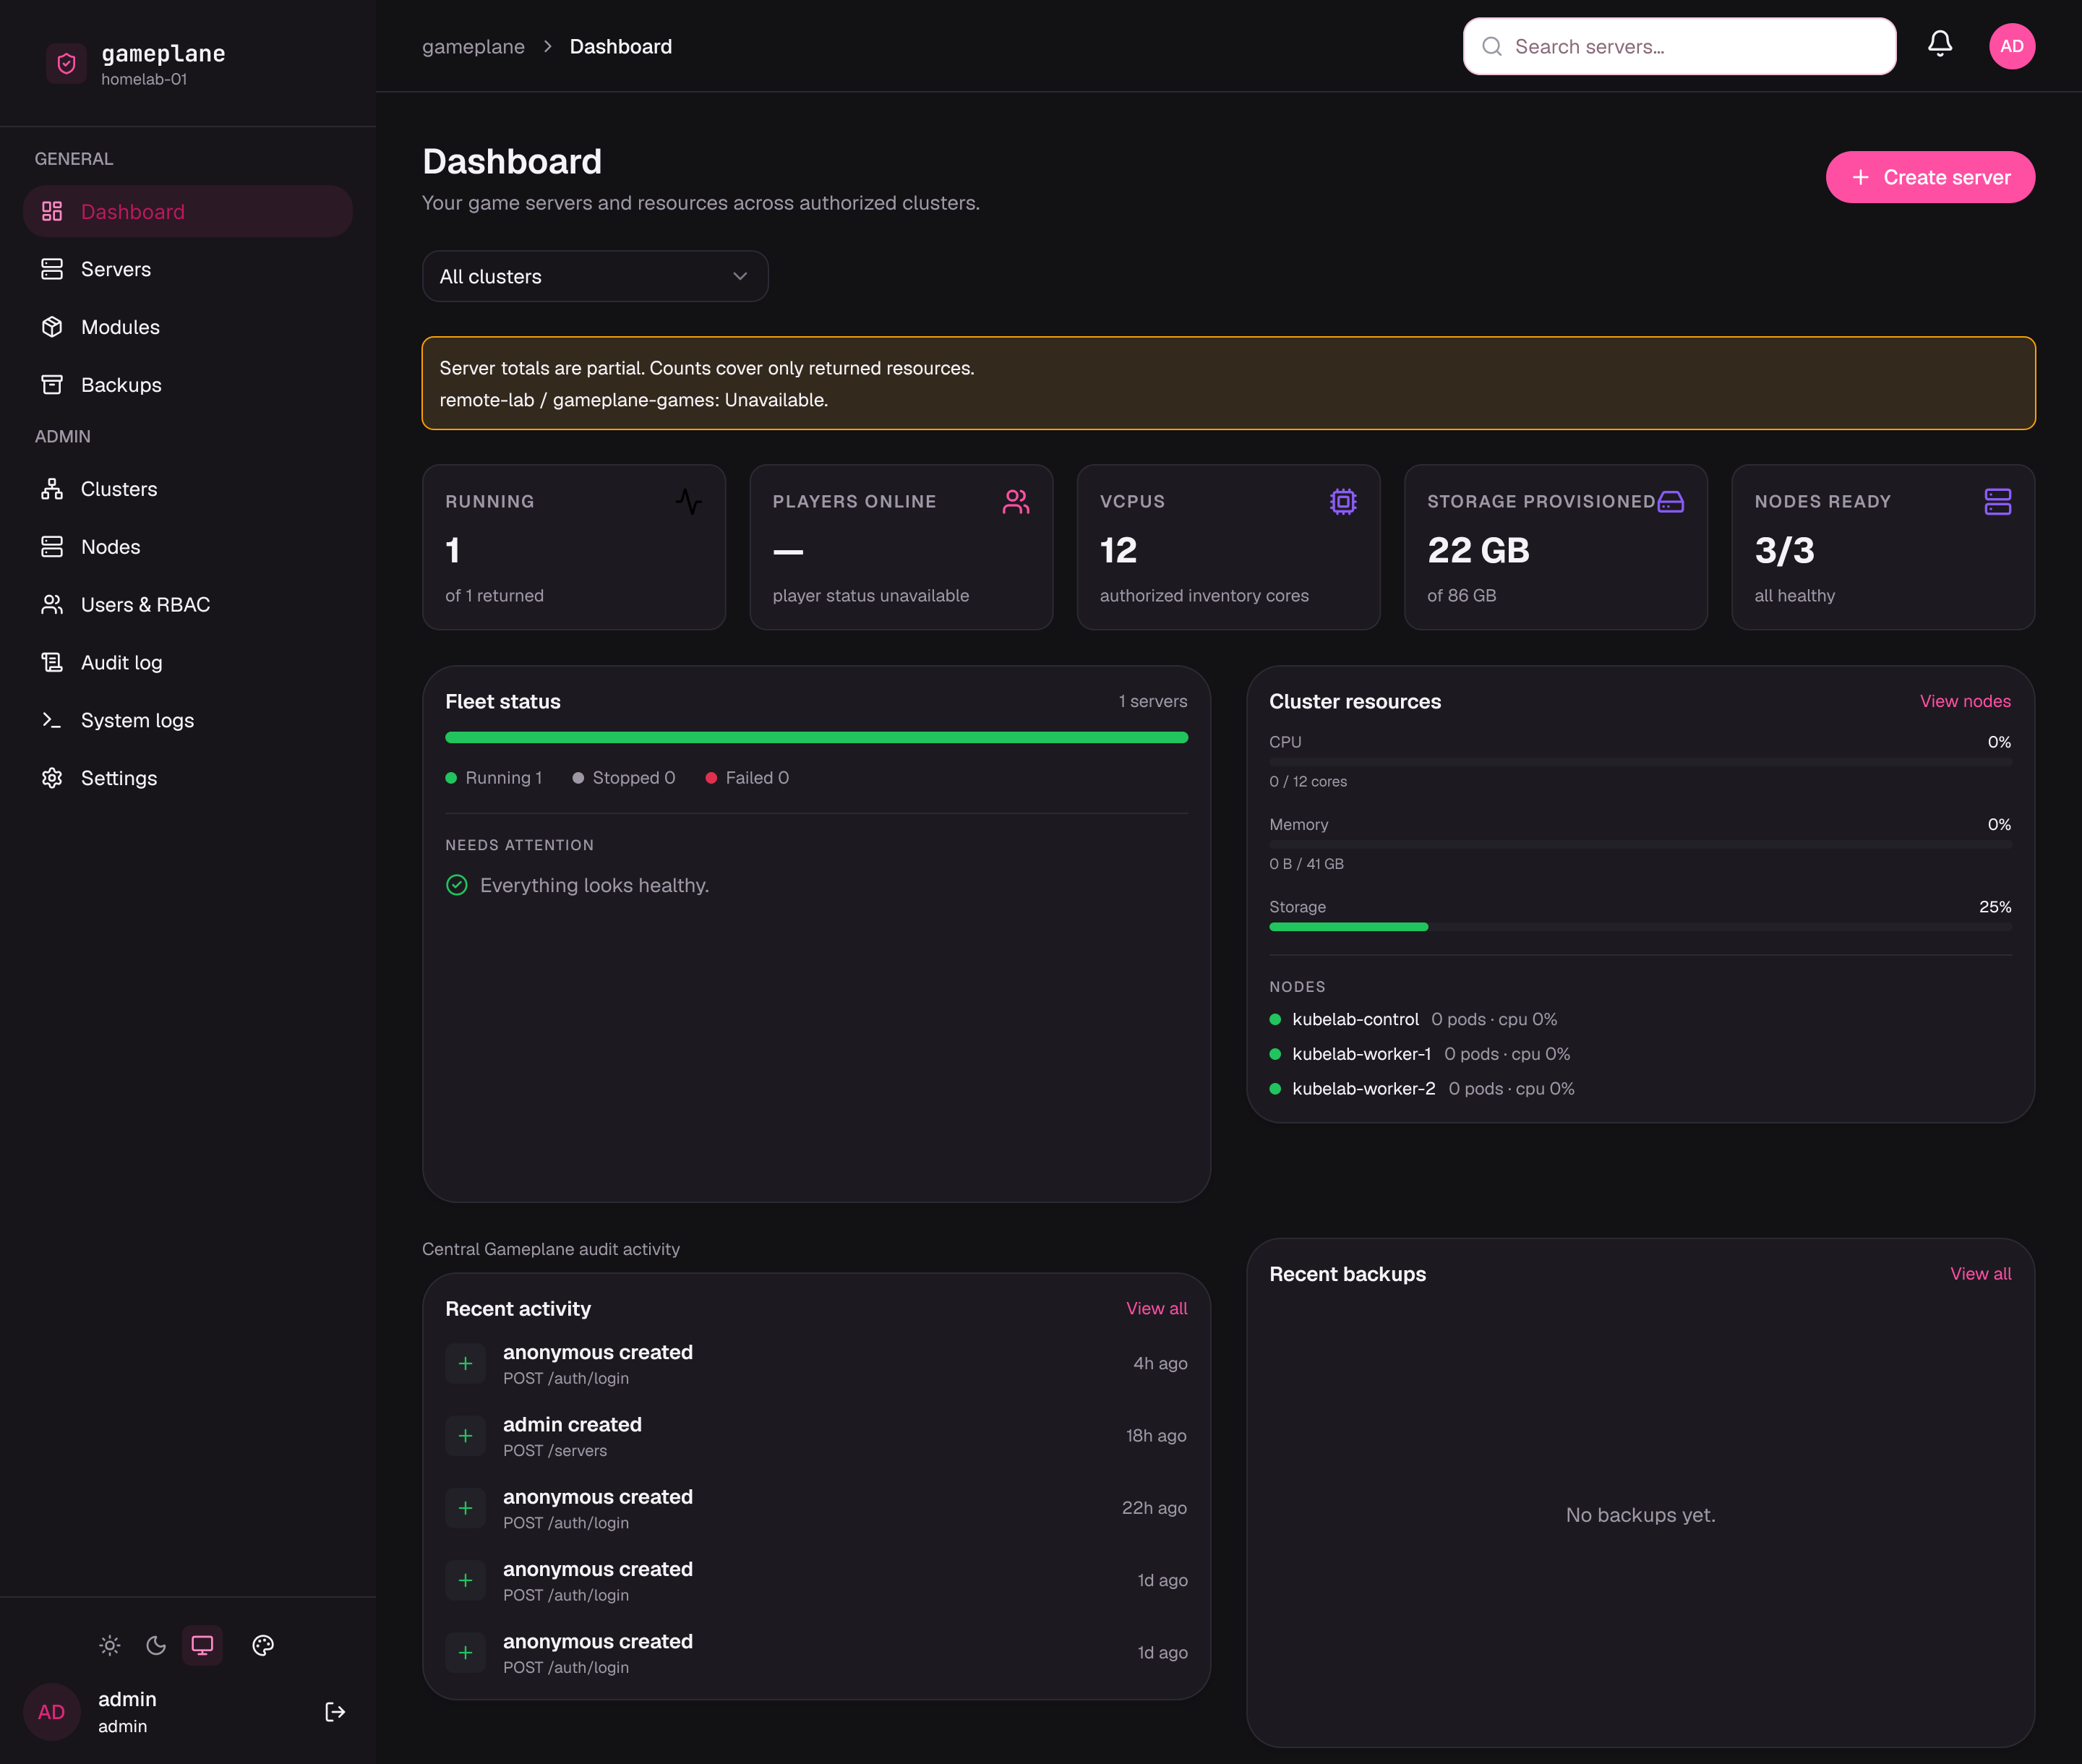 gameplane
homelab-01
GENERAL
Dashboard
Servers
Modules
Backups
ADMIN
Clusters
Nodes
Users & RBAC
Audit log
System logs
Settings
AD
admin
admin
gameplane > Dashboard
Search servers...
AD
Dashboard
Your game servers and resources across authorized clusters.
Create server
All clusters
Server totals are partial. Counts cover only returned resources.
remote-lab / gameplane-games: Unavailable.
RUNNING
1
of 1 returned
PLAYERS ONLINE
—
player status unavailable
VCPUS
12
authorized inventory cores
STORAGE PROVISIONED
22 GB
of 86 GB
NODES READY
3/3
all healthy
Fleet status
1 servers
Running 1
Stopped 0
Failed 0
NEEDS ATTENTION
Everything looks healthy.
Cluster resources
View nodes
CPU
0%
0 / 12 cores
Memory
0%
0 B / 41 GB
Storage
25%
NODES
kubelab-control 0 pods · cpu 0%
kubelab-worker-1 0 pods · cpu 0%
kubelab-worker-2 0 pods · cpu 0%
Central Gameplane audit activity
Recent activity
View all
anonymous created
POST /auth/login
4h ago
admin created
POST /servers
18h ago
anonymous created
POST /auth/login
22h ago
anonymous created
POST /auth/login
1d ago
anonymous created
POST /auth/login
1d ago
Recent backups
View all
No backups yet.